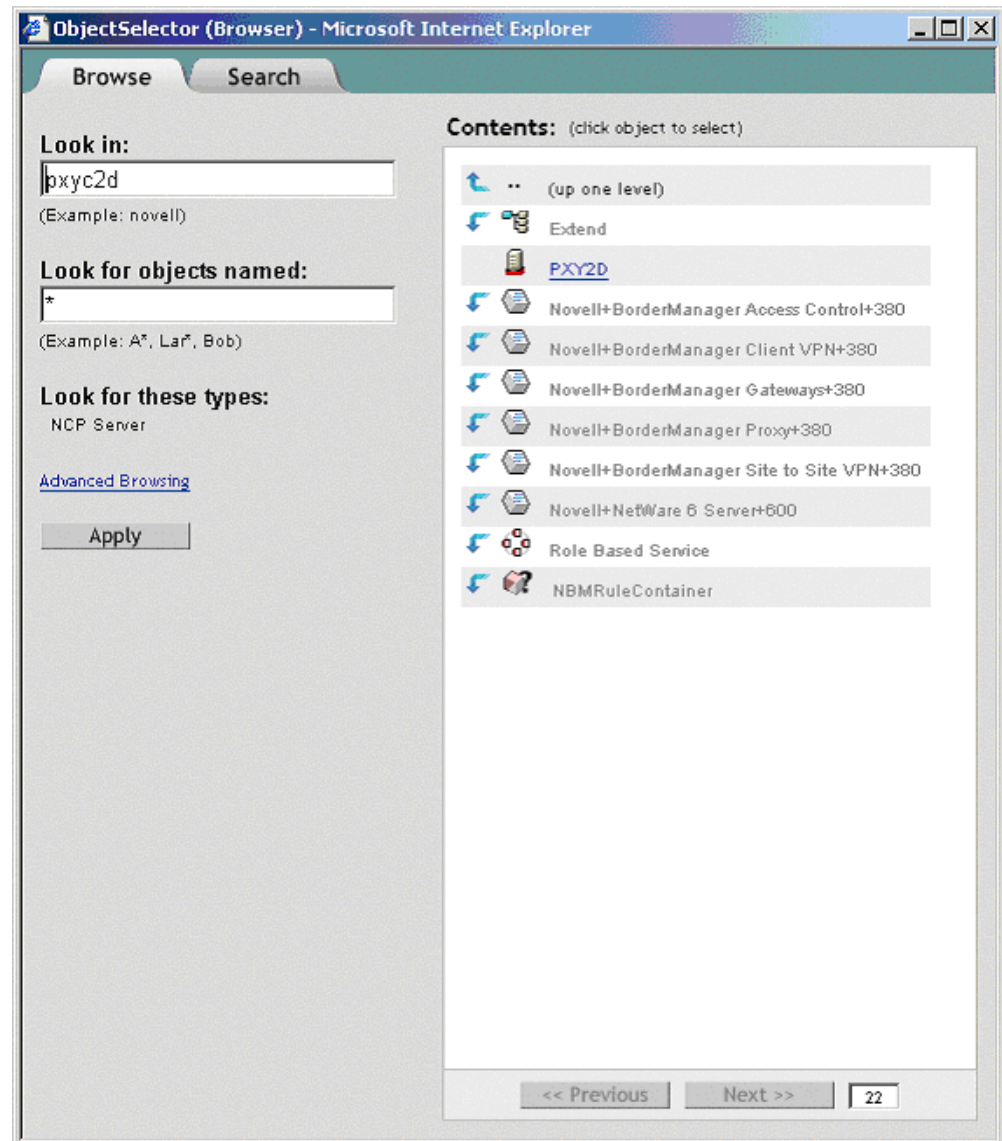 ObjectSelector (Browser) - Microsoft Internet Explorer
Browse Search
Look in:
pxyc2d
(Example: novell)
Look for objects named:
*
(Example: A*, Lar*, Bob)
Look for these types:
NCP Server
Advanced Browsing
Apply
Contents: (click object to select)
.. (up one level)
Extend
PXY2D
Novell+BorderManager Access Control+380
Novell+BorderManager Client VPN+380
Novell+BorderManager Gateways+380
Novell+BorderManager Proxy+380
Novell+BorderManager Site to Site VPN+380
Novell+NetWare 6 Server+600
Role Based Service
NBMRuleContainer
<< Previous Next >> 22